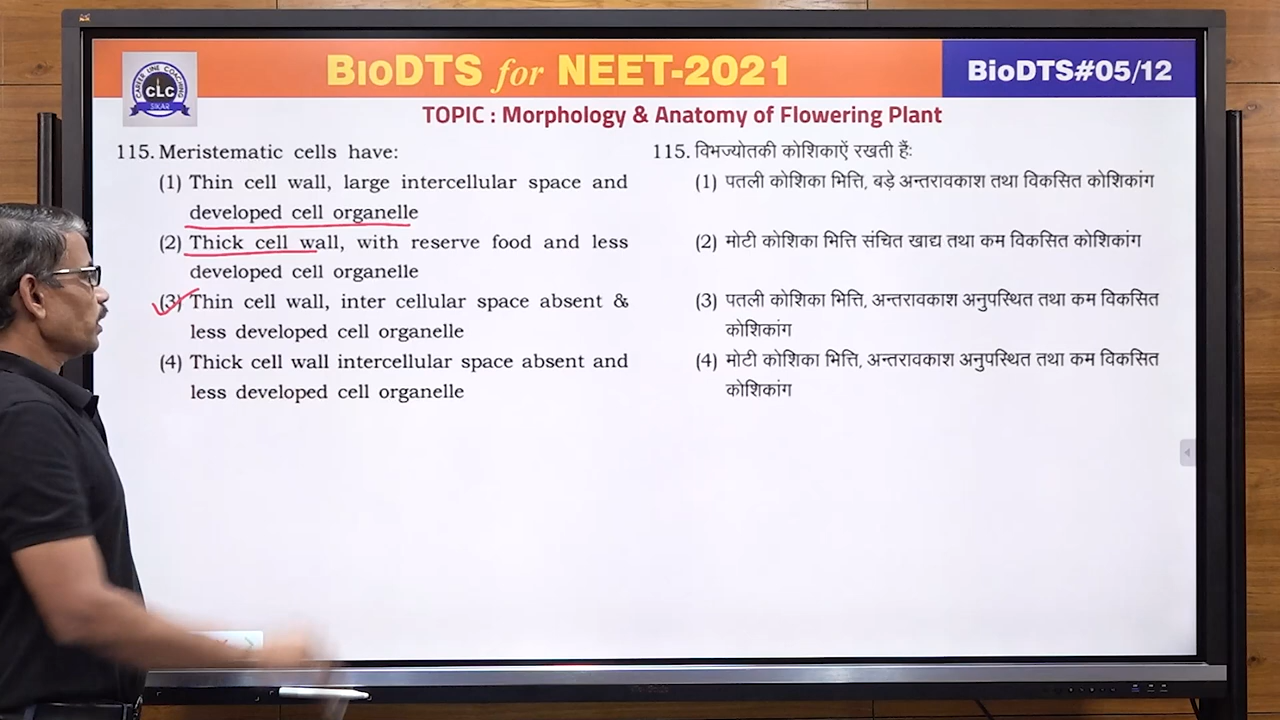 BIODTS for NEET-2021
BioDTS#05/12
CAREER LINE COACHING
CLC
SIKAR
TOPIC : Morphology & Anatomy of Flowering Plant
115. Meristematic cells have:
(1) Thin cell wall, large intercellular space and
developed cell organelle
(2) Thick cell wall, with reserve food and less
developed cell organelle
(3) Thin cell wall, inter cellular space absent &
less developed cell organelle
(4) Thick cell wall intercellular space absent and
less developed cell organelle
115. विभज्योतकी कोशिकाऐं रखती हैं:
(1) पतली कोशिका भित्ति, बड़े अन्तरावकाश तथा विकसित कोशिकांग
(2) मोटी कोशिका भित्ति संचित खाद्य तथा कम विकसित कोशिकांग
(3) पतली कोशिका भित्ति, अन्तरावकाश अनुपस्थित तथा कम विकसित
कोशिकांग
(4) मोटी कोशिका भित्ति, अन्तरावकाश अनुपस्थित तथा कम विकसित
कोशिकांग